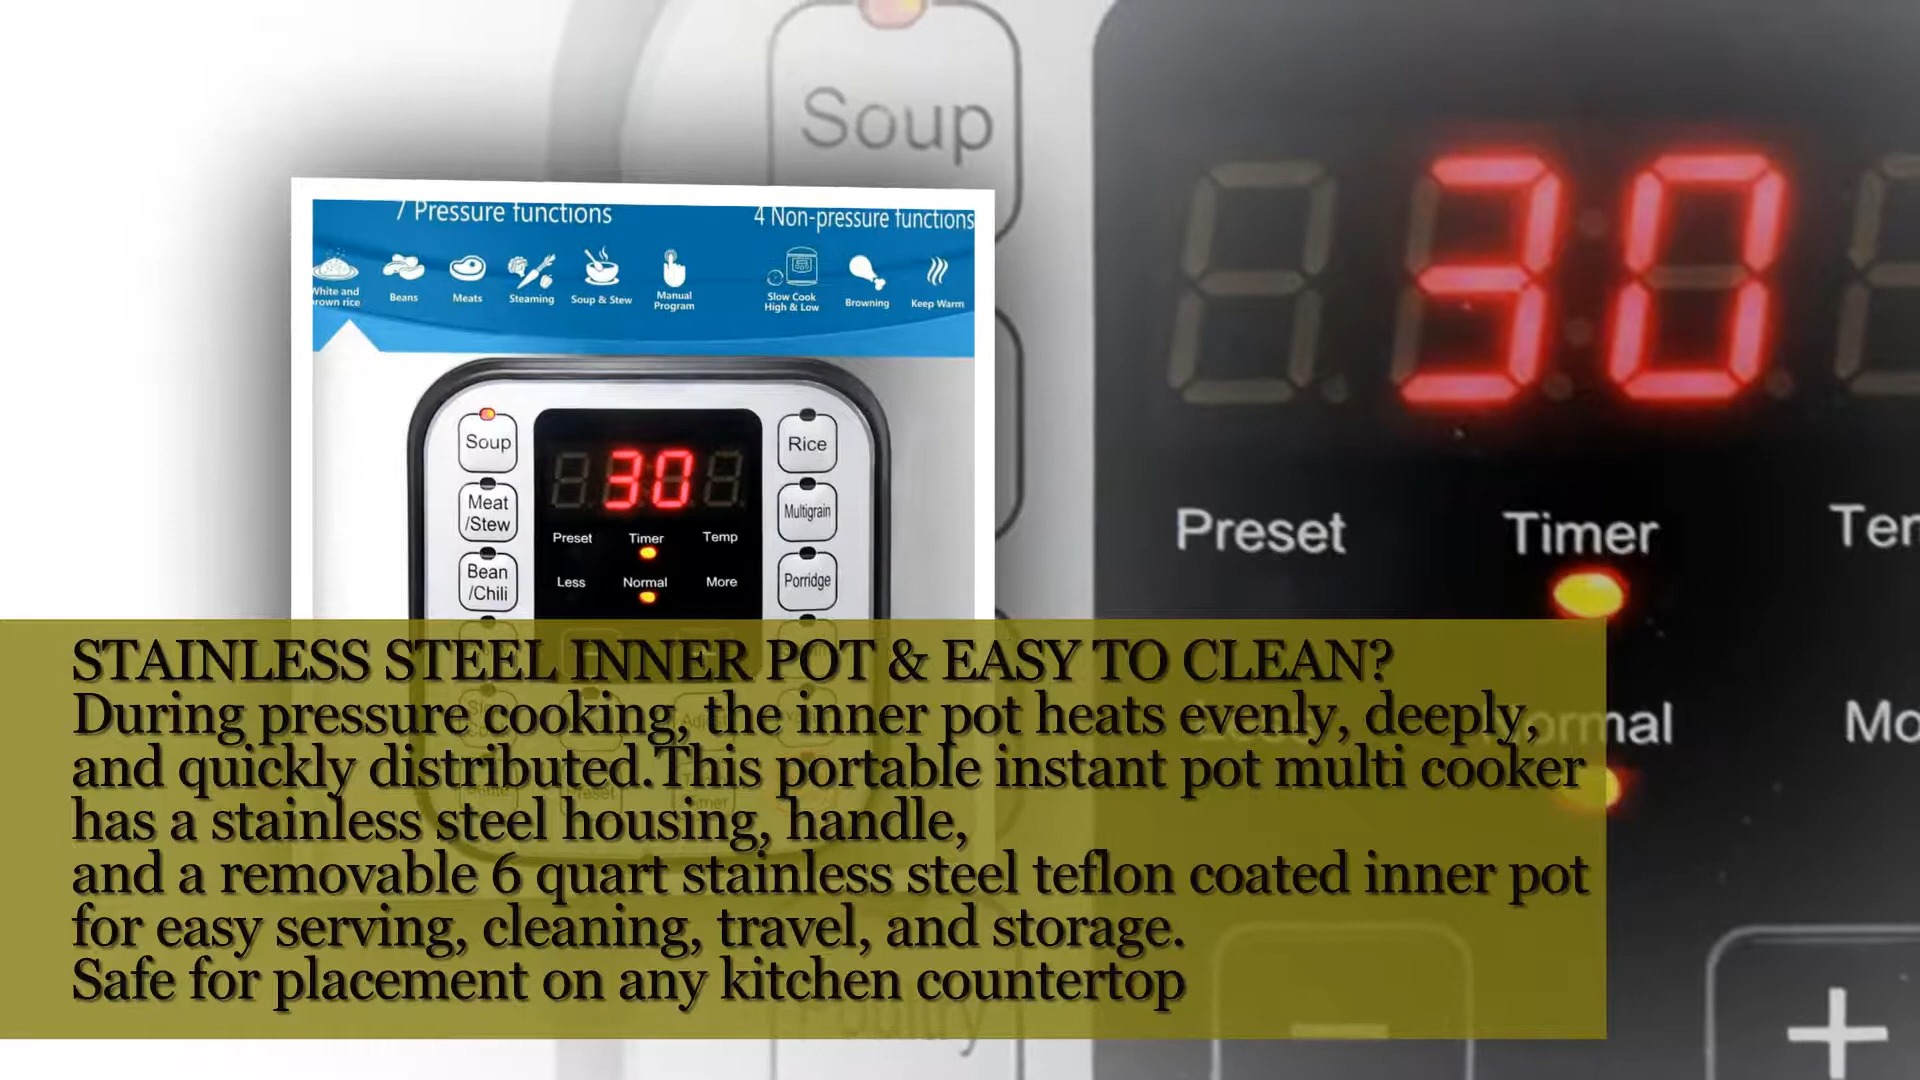 Soup
7 Pressure functions
4 Non-pressure functions
White and
brown rice
Beans
Meats
Steaming
Soup & Stew
Manual
Program
Slow Cook
High & Low
Browning
Keep Warm
Soup
Meat
/Stew
Bean
/Chili
30
Preset Timer Temp
Less Normal More
Rice
Multigrain
Porridge
30
Preset Timer
STAINLESS STEEL INNER POT & EASY TO CLEAN?
During pressure cooking, the inner pot heats evenly, deeply,
and quickly distributed.This portable instant pot multi cooker
has a stainless steel housing, handle,
and a removable 6 quart stainless steel teflon coated inner pot
for easy serving, cleaning, travel, and storage.
Safe for placement on any kitchen countertop
Poultry
- +